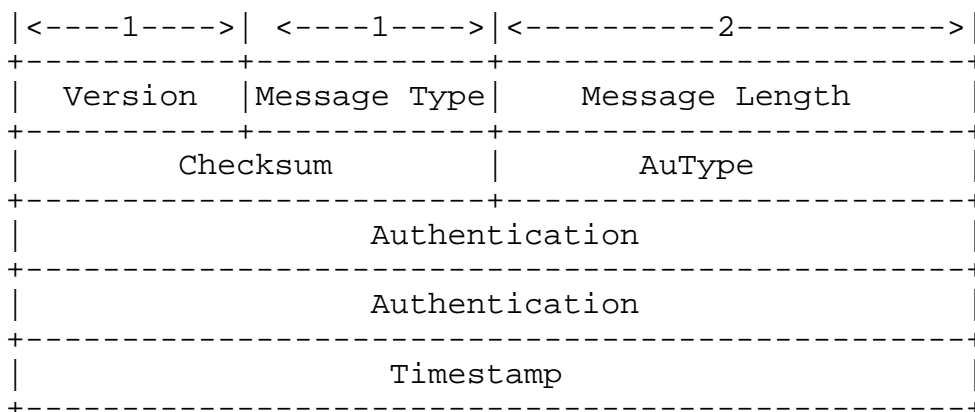 |<----1---->| <----1---->|<----------2----------->|
+-----------+------------+------------------------+
| Version |Message Type| Message Length
+-----------+------------+------------------------+
| Checksum | AuType |
+------------------------+------------------------+
| Authentication |
+-------------------------------------------------+
| Authentication |
+-------------------------------------------------+
| Timestamp |
+-------------------------------------------------+